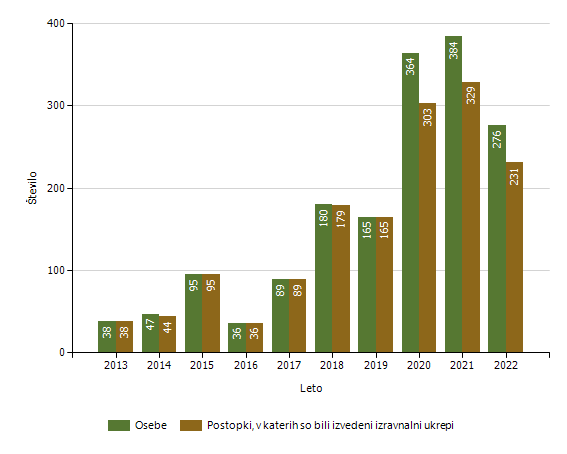 400
300
200
100
0
Število
38 38 47 44 95 95 36 36 89 89 180 179 165 165 364 303 384 329 276 231
2013 2014 2015 2016 2017 2018 2019 2020 2021 2022
Leto
Osebe Postopki, v katerih so bili izvedeni izravnalni ukrepi